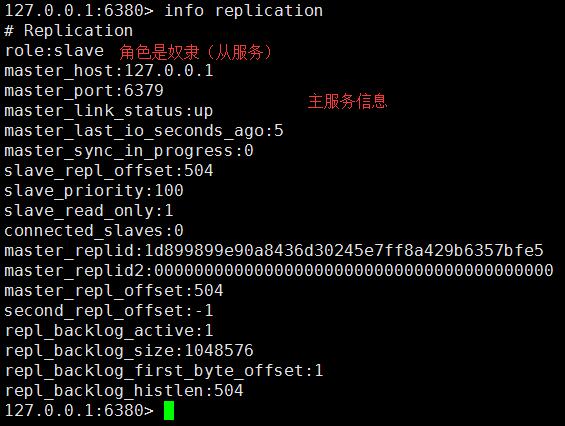 127.0.0.1:6380> info replication
# Replication
role:slave 角色是奴隶（从服务）
master_host:127.0.0.1
master_port:6379
主服务信息
master_link_status:up
master_last_io_seconds_ago:5
master_sync_in_progress:0
slave_repl_offset:504
slave_priority:100
slave_read_only:1
connected_slaves:0
master_replid:1d899899e90a8436d30245e7ff8a429b6357bfe5
master_replid2:0000000000000000000000000000000000000000
master_repl_offset:504
second_repl_offset:-1
repl_backlog_active:1
repl_backlog_size:1048576
repl_backlog_first_byte_offset:1
repl_backlog_histlen:504
127.0.0.1:6380>